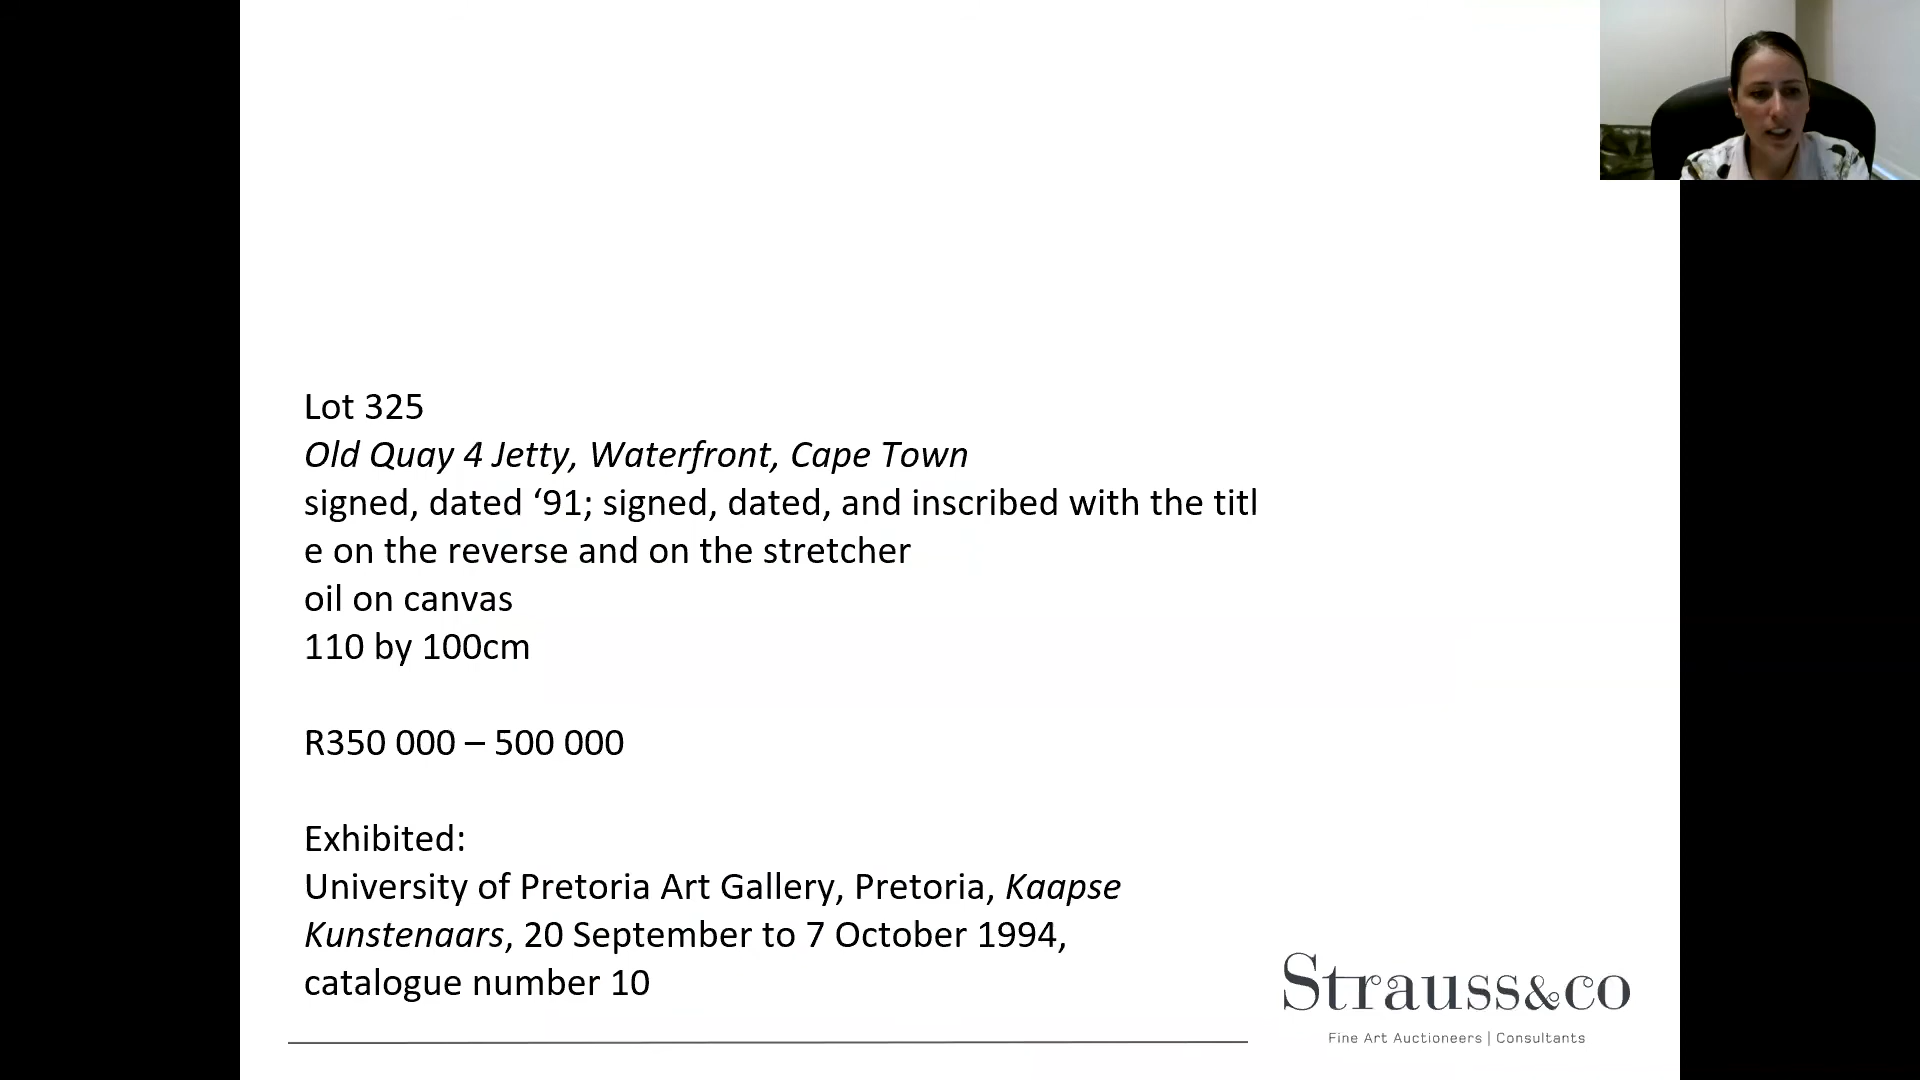 Lot 325
Old Quay 4 Jetty, Waterfront, Cape Town
signed, dated ‘91; signed, dated, and inscribed with the titl
e on the reverse and on the stretcher
oil on canvas
110 by 100cm
R350 000 – 500 000
Exhibited:
University of Pretoria Art Gallery, Pretoria, Kaapse
Kunstenaars, 20 September to 7 October 1994,
catalogue number 10
Strauss&co
Fine Art Auctioneers | Consultants